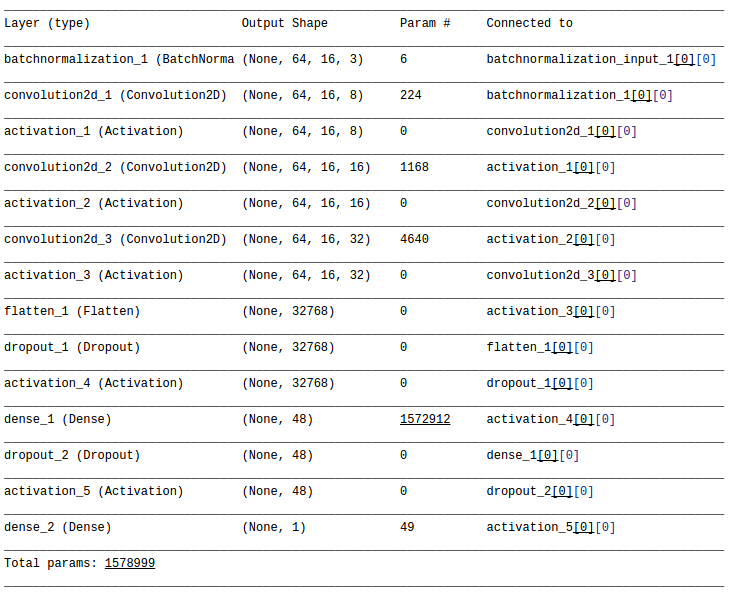 Layer (type) Output Shape Param # Connected to
batchnormalization_1 (BatchNorma (None, 64, 16, 3) 6 batchnormalization_input_1[0][0]
convolution2d_1 (Convolution2D) (None, 64, 16, 8) 224 batchnormalization_1[0][0]
activation_1 (Activation) (None, 64, 16, 8) 0 convolution2d_1[0][0]
convolution2d_2 (Convolution2D) (None, 64, 16, 16) 1168 activation_1[0][0]
activation_2 (Activation) (None, 64, 16, 16) 0 convolution2d_2[0][0]
convolution2d_3 (Convolution2D) (None, 64, 16, 32) 4640 activation_2[0][0]
activation_3 (Activation) (None, 64, 16, 32) 0 convolution2d_3[0][0]
flatten_1 (Flatten) (None, 32768) 0 activation_3[0][0]
dropout_1 (Dropout) (None, 32768) 0 flatten_1[0][0]
activation_4 (Activation) (None, 32768) 0 dropout_1[0][0]
dense_1 (Dense) (None, 48) 1572912 activation_4[0][0]
dropout_2 (Dropout) (None, 48) 0 dense_1[0][0]
activation_5 (Activation) (None, 48) 0 dropout_2[0][0]
dense_2 (Dense) (None, 1) 49 activation_5[0][0]
Total params: 1578999